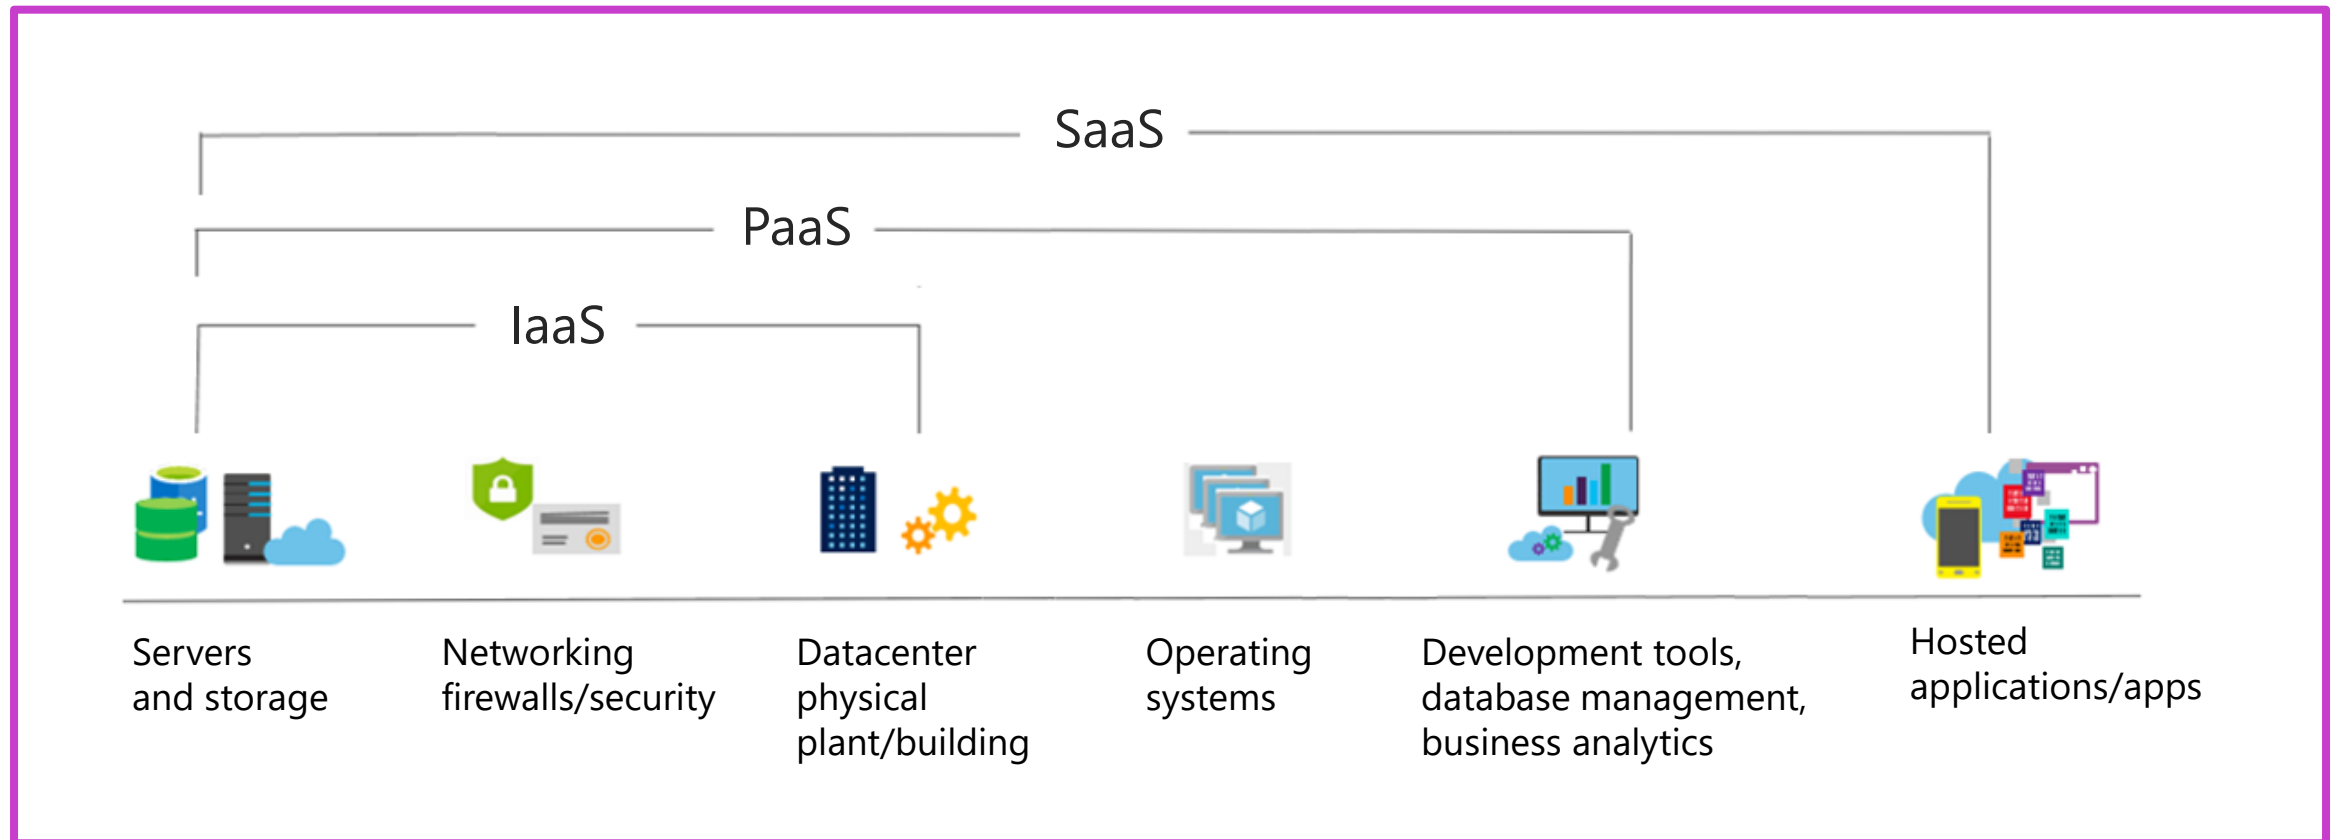 SaaS
PaaS
IaaS
Servers
and storage
Networking
firewalls/security
Datacenter
physical
plant/building
Operating
systems
Development tools,
database management,
business analytics
Hosted
applications/apps